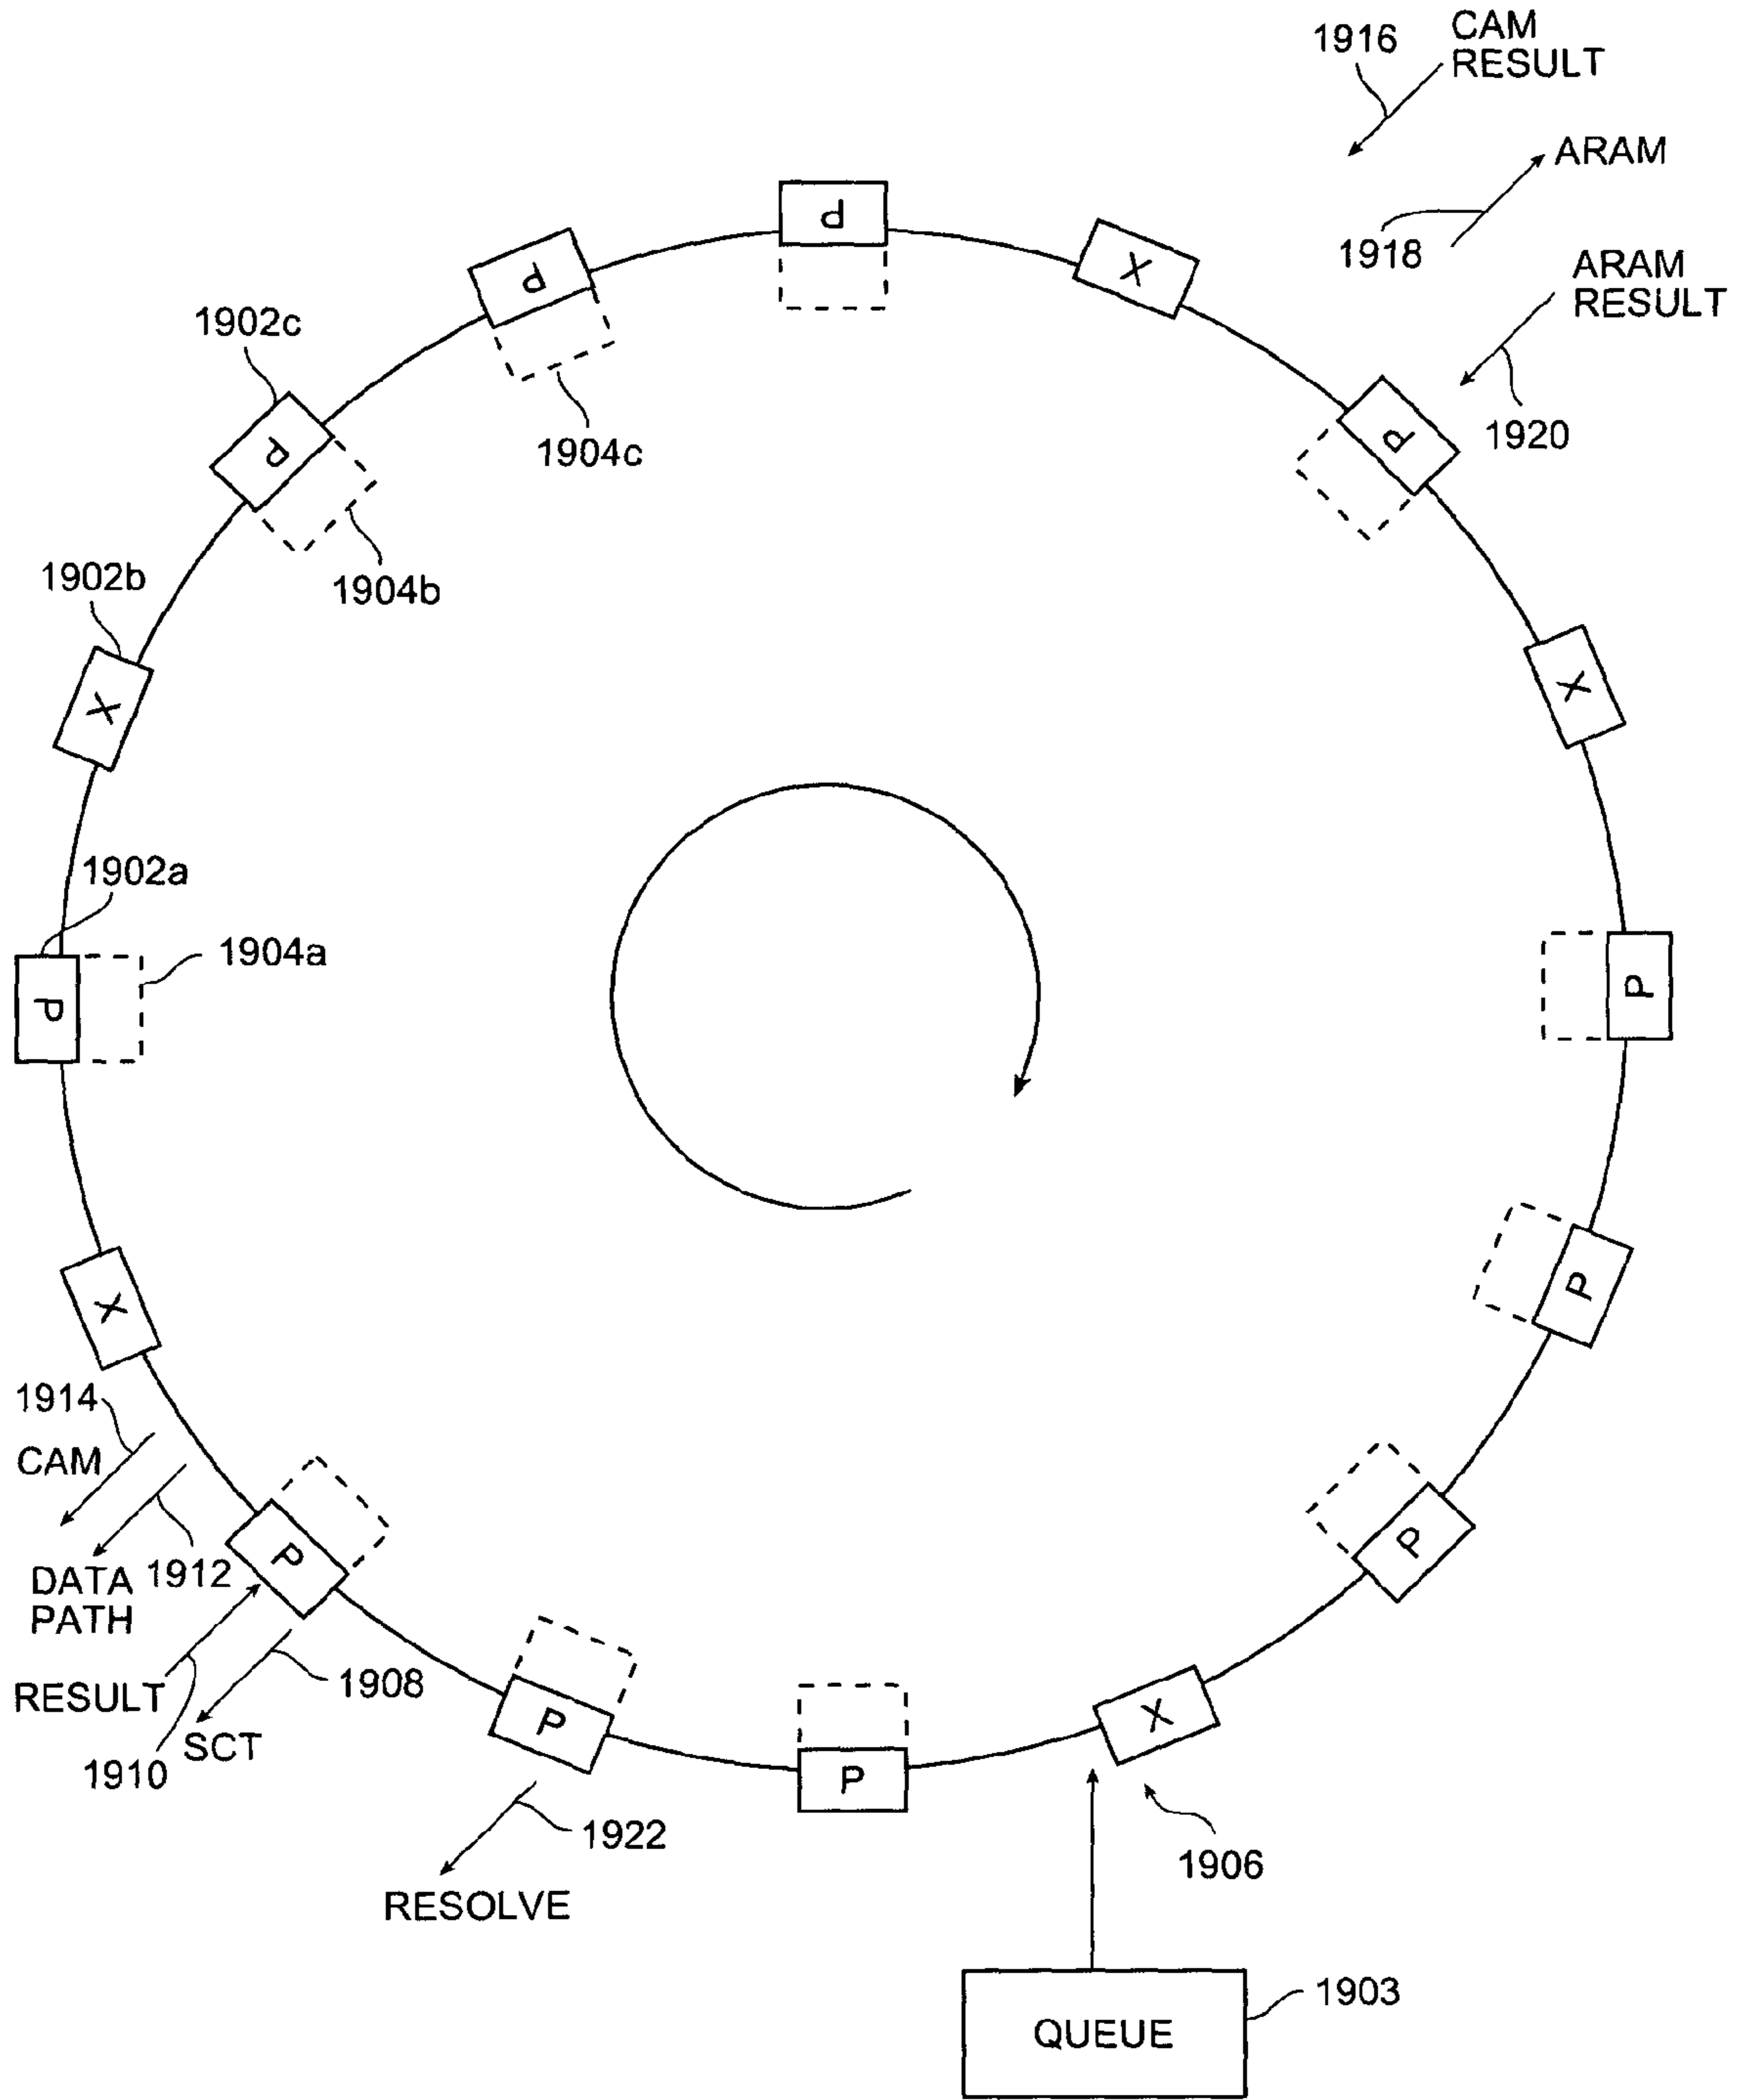 1916
CAM
RESULT
ARAM
1918
ARAM
RESULT
1920
P
X
P
1902c
P
1904c
P
1904b
1902b
X
X
1902a
1904a
P
P
X
P
1914
CAM
DATA
PATH
1912
P
P
RESULT
1908
SCT
1910
P
X
P
1922
1906
RESOLVE
1903
QUEUE